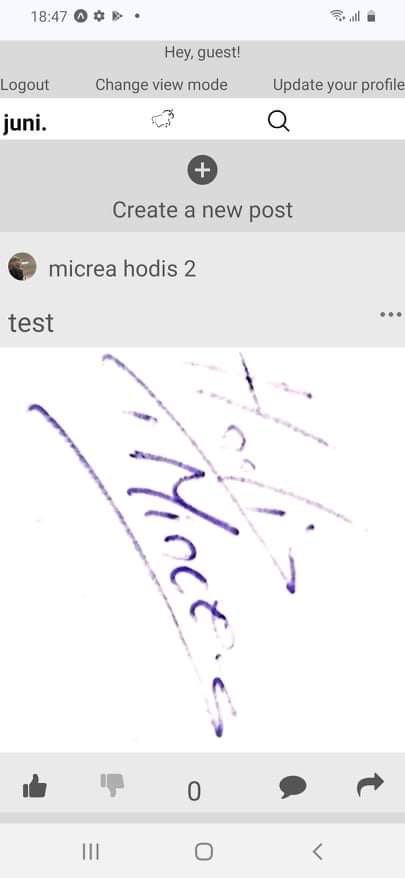 18:47
Hey, guest!
Logout Change view mode Update your profile
juni.
Create a new post
micrea hodis 2
test
0